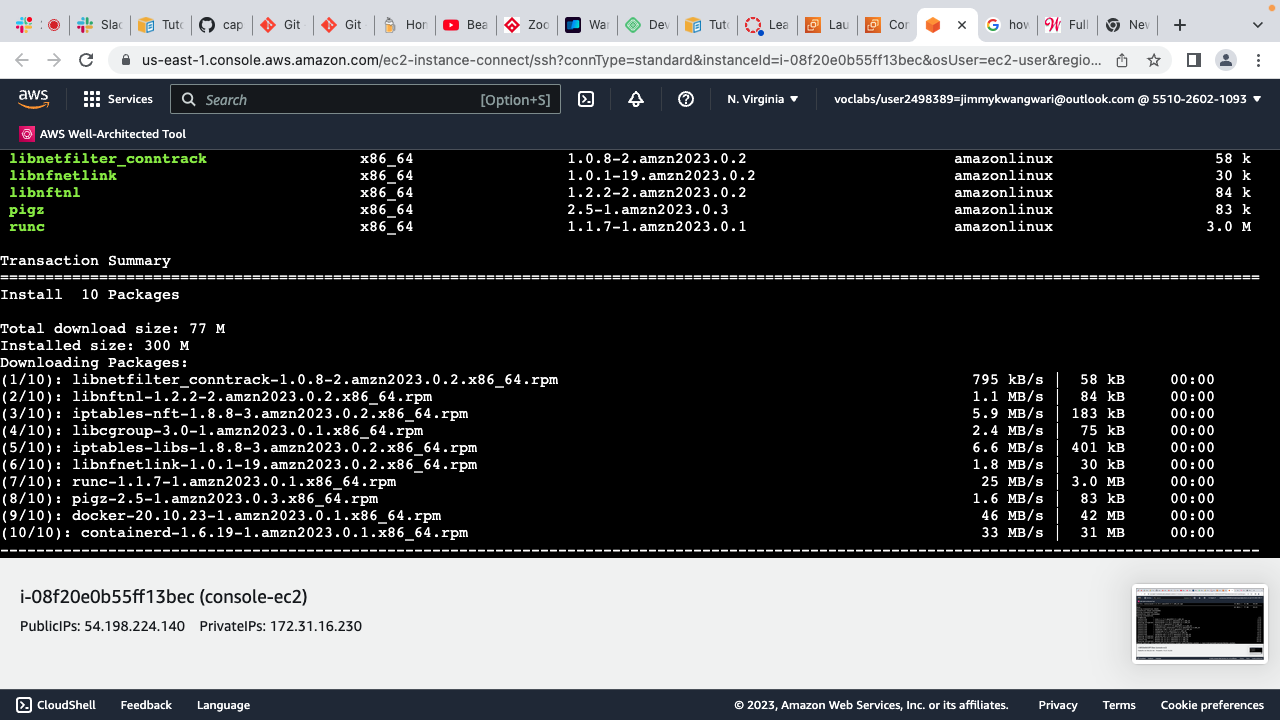 Slac
Tuto
cap
Git
Git
Hon
Bea
Zoo
War
Dev
Tuto
Lea
Lau
Con
how
Full
New
us-east-1.console.aws.amazon.com/ec2-instance-connect/ssh?connType=standard&instanceId=i-08f20e0b55ff13bec&osUser=ec2-user&regio...
aws Services Search [Option+S] N. Virginia voclabs/user2498389=jimmykwangwari@outlook.com @ 5510-2602-1093
AWS Well-Architected Tool
libnetfilter_conntrack x86_64 1.0.8-2.amzn2023.0.2 amazonlinux 58 k
libnfnetlink x86_64 1.0.1-19.amzn2023.0.2 amazonlinux 30 k
libnftnl x86_64 1.2.2-2.amzn2023.0.2 amazonlinux 84 k
pigz x86_64 2.5-1.amzn2023.0.3 amazonlinux 83 k
runc x86_64 1.1.7-1.amzn2023.0.1 amazonlinux 3.0 M
Transaction Summary
Install 10 Packages
Total download size: 77 M
Installed size: 300 M
Downloading Packages:
(1/10): libnetfilter_conntrack-1.0.8-2.amzn2023.0.2.x86_64.rpm 795 kB/s | 58 kB 00:00
(2/10): libnftnl-1.2.2-2.amzn2023.0.2.x86_64.rpm 1.1 MB/s | 84 kB 00:00
(3/10): iptables-nft-1.8.8-3.amzn2023.0.2.x86_64.rpm 5.9 MB/s | 183 kB 00:00
(4/10): libcgroup-3.0-1.amzn2023.0.1.x86_64.rpm 2.4 MB/s | 75 kB 00:00
(5/10): iptables-libs-1.8.8-3.amzn2023.0.2.x86_64.rpm 6.6 MB/s | 401 kB 00:00
(6/10): libnfnetlink-1.0.1-19.amzn2023.0.2.x86_64.rpm 1.8 MB/s | 30 kB 00:00
(7/10): runc-1.1.7-1.amzn2023.0.1.x86_64.rpm 25 MB/s | 3.0 MB 00:00
(8/10): pigz-2.5-1.amzn2023.0.3.x86_64.rpm 1.6 MB/s | 83 kB 00:00
(9/10): docker-20.10.23-1.amzn2023.0.1.x86_64.rpm 46 MB/s | 42 MB 00:00
(10/10): containerd-1.6.19-1.amzn2023.0.1.x86_64.rpm 33 MB/s | 31 MB 00:00
i-08f20e0b55ff13bec (console-ec2)
PublicIPs: 54.198.224.140 PrivateIPs: 172.31.16.230
CloudShell Feedback Language © 2023, Amazon Web Services, Inc. or its affiliates. Privacy Terms Cookie preferences